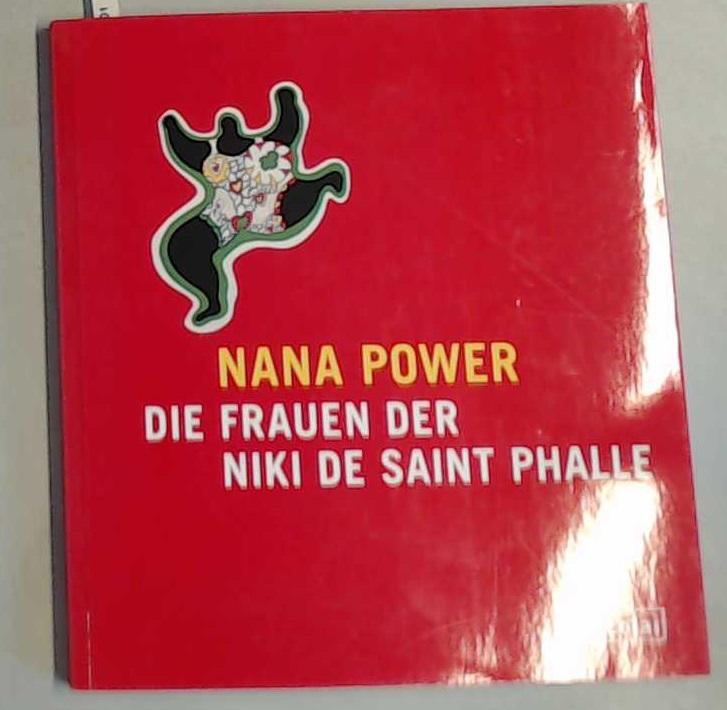 NANA POWER
DIE FRAUEN DER
NIKI DE SAINT PHALLE